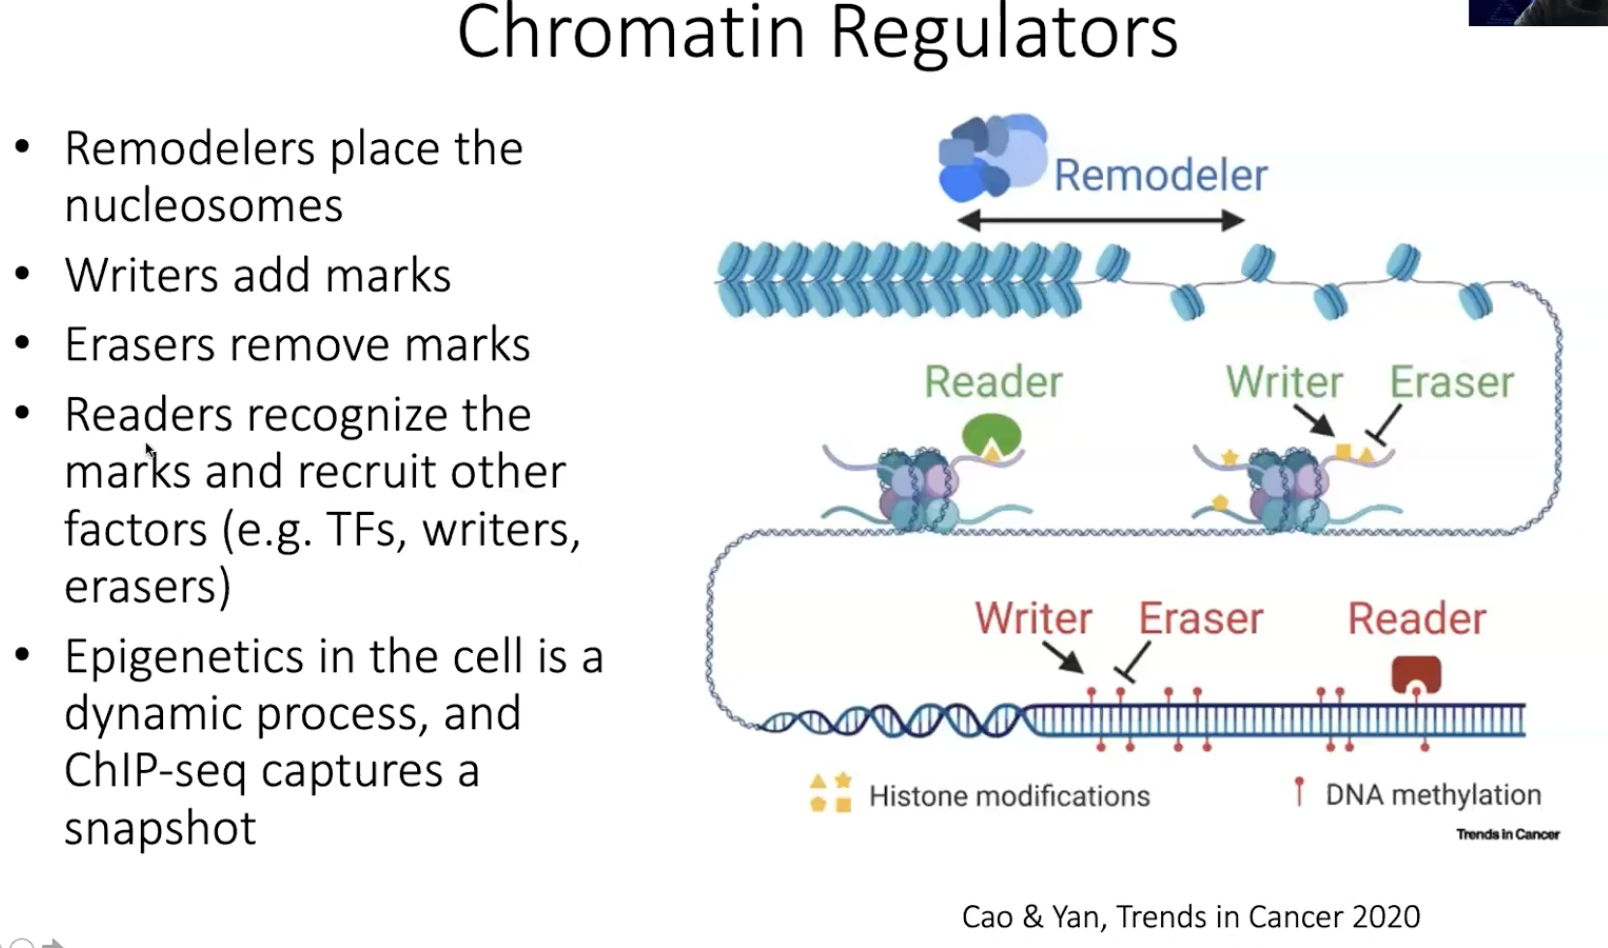 Chromatin Regulators
• Remodelers place the
nucleosomes
• Writers add marks
• Erasers remove marks
• Readers recognize the
marks and recruit other
factors (e.g. TFs, writers,
erasers)
• Epigenetics in the cell is a
dynamic process, and
ChIP-seq captures a
snapshot
Remodeler
Reader
Writer
Eraser
Writer
Eraser
Reader
Histone modifications
DNA methylation
Trends in Cancer
Cao & Yan, Trends in Cancer 2020